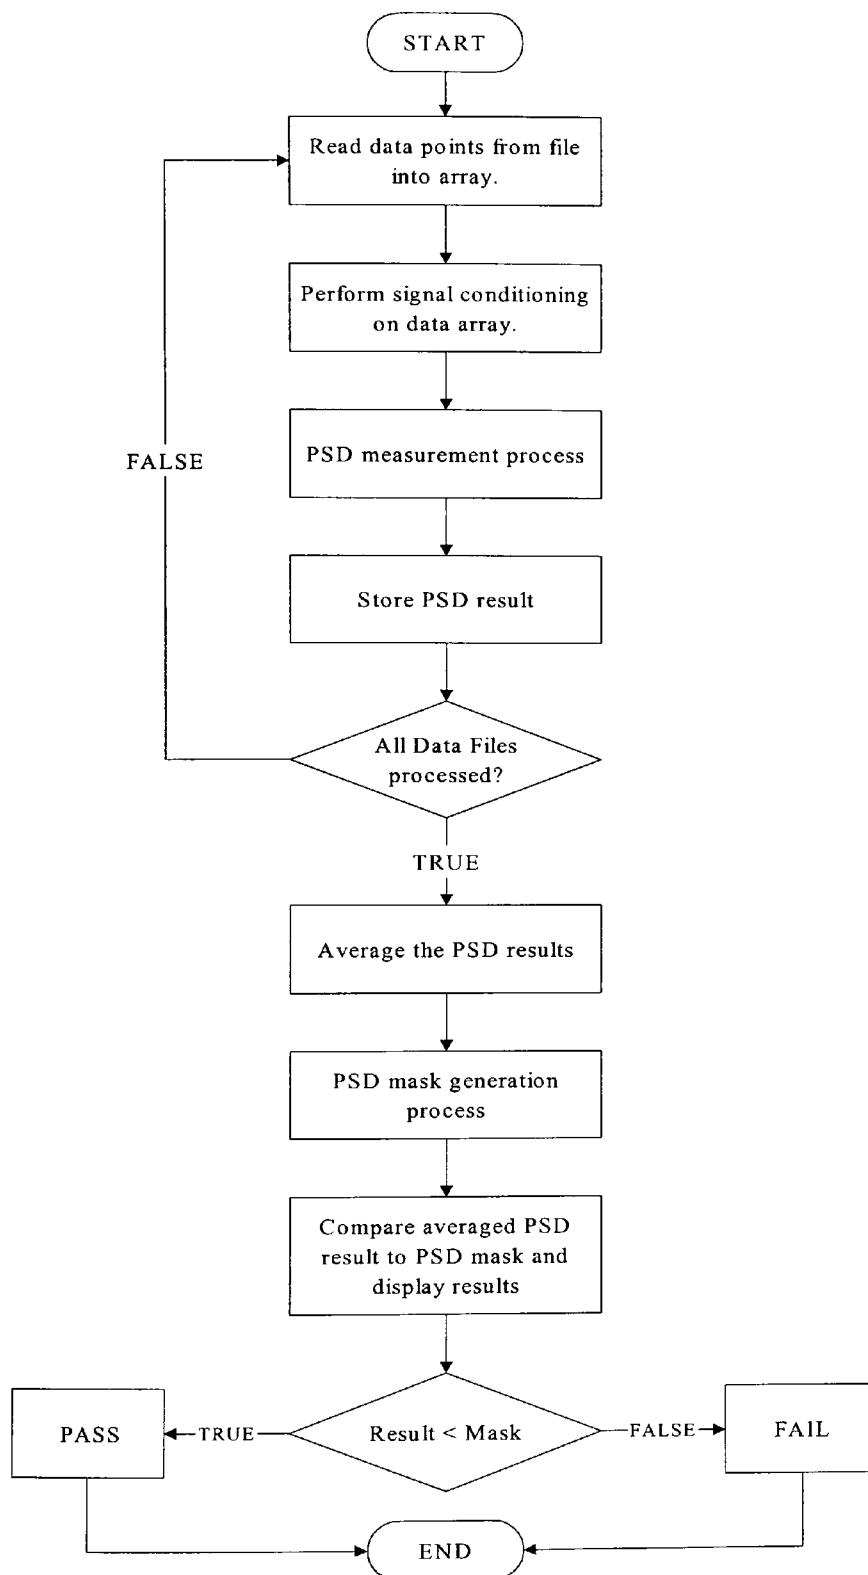 START
Read data points from file
into array.
Perform signal conditioning
on data array.
PSD measurement process
FALSE
Store PSD result
All Data Files
processed?
TRUE
Average the PSD results
PSD mask generation
process
Compare averaged PSD
result to PSD mask and
display results
PASS
TRUE
Result < Mask
FALSE
FAIL
END